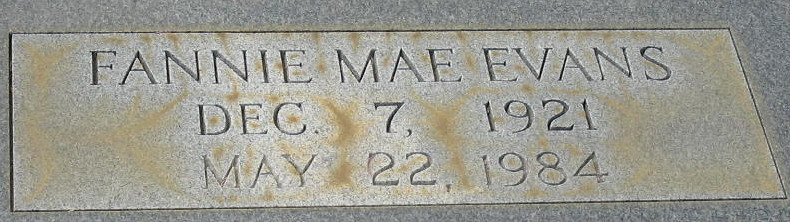 FANNIE MAE EVANS
DEC. 7, 1921
MAY 22, 1984